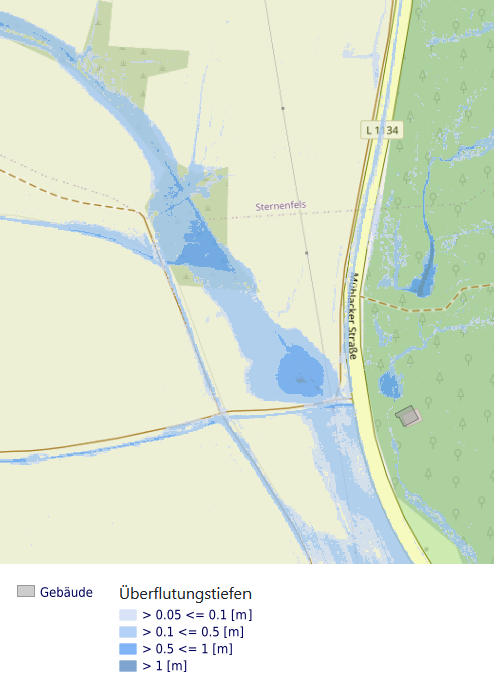 L 1134
Sternenfels
Mühlacker Straße
Gebäude
Überflutungstiefen
> 0.05 <= 0.1 [m]
> 0.1 <= 0.5 [m]
> 0.5 <= 1 [m]
> 1 [m]